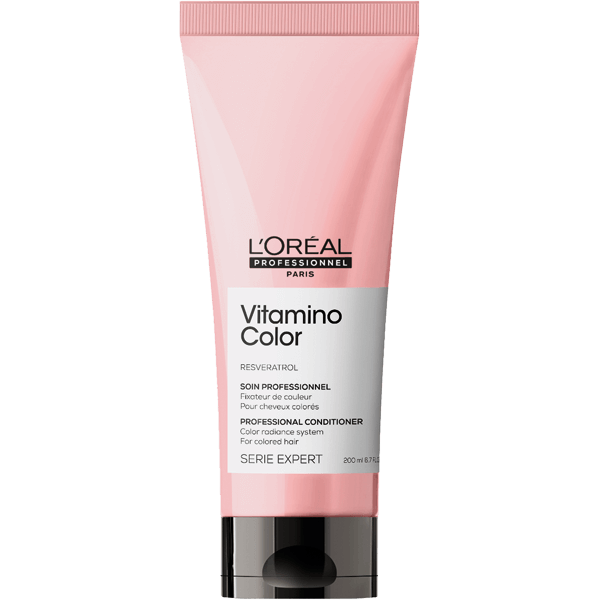 L'ORÉAL
PROFESSIONNEL
PARIS
Vitamino
Color
RESVERATROL
SOIN PROFESSIONNEL
Fixateur de couleur
Pour cheveux colorés
PROFESSIONAL CONDITIONER
Color radiance system
For colored hair
SERIE EXPERT 200 ml 6.7 FL.